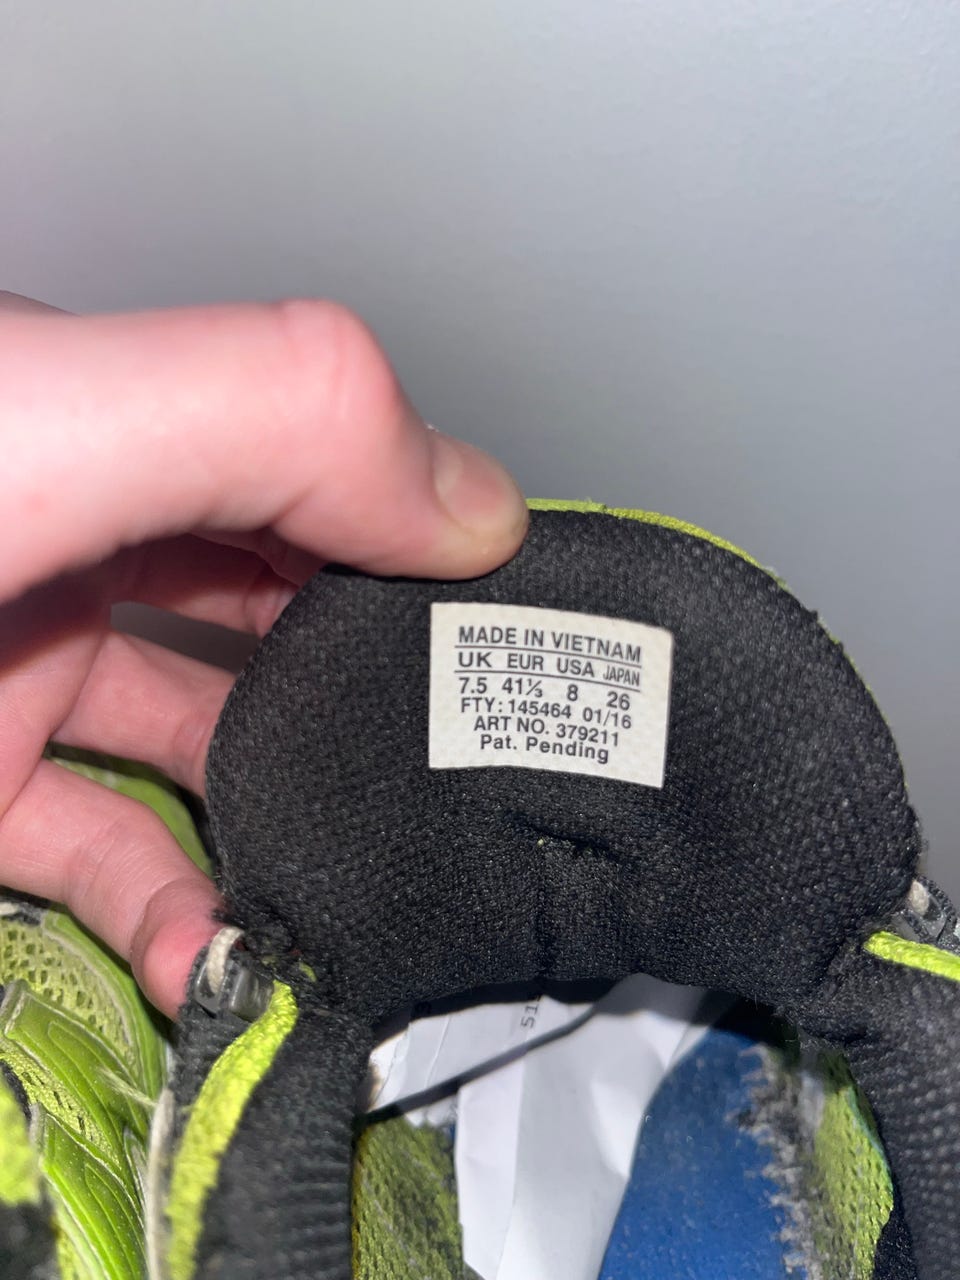 MADE IN VIETNAM
UK EUR USA JAPAN
7.5 41⅓ 8 26
FTY: 145464 01/16
ART NO. 379211
Pat. Pending
51